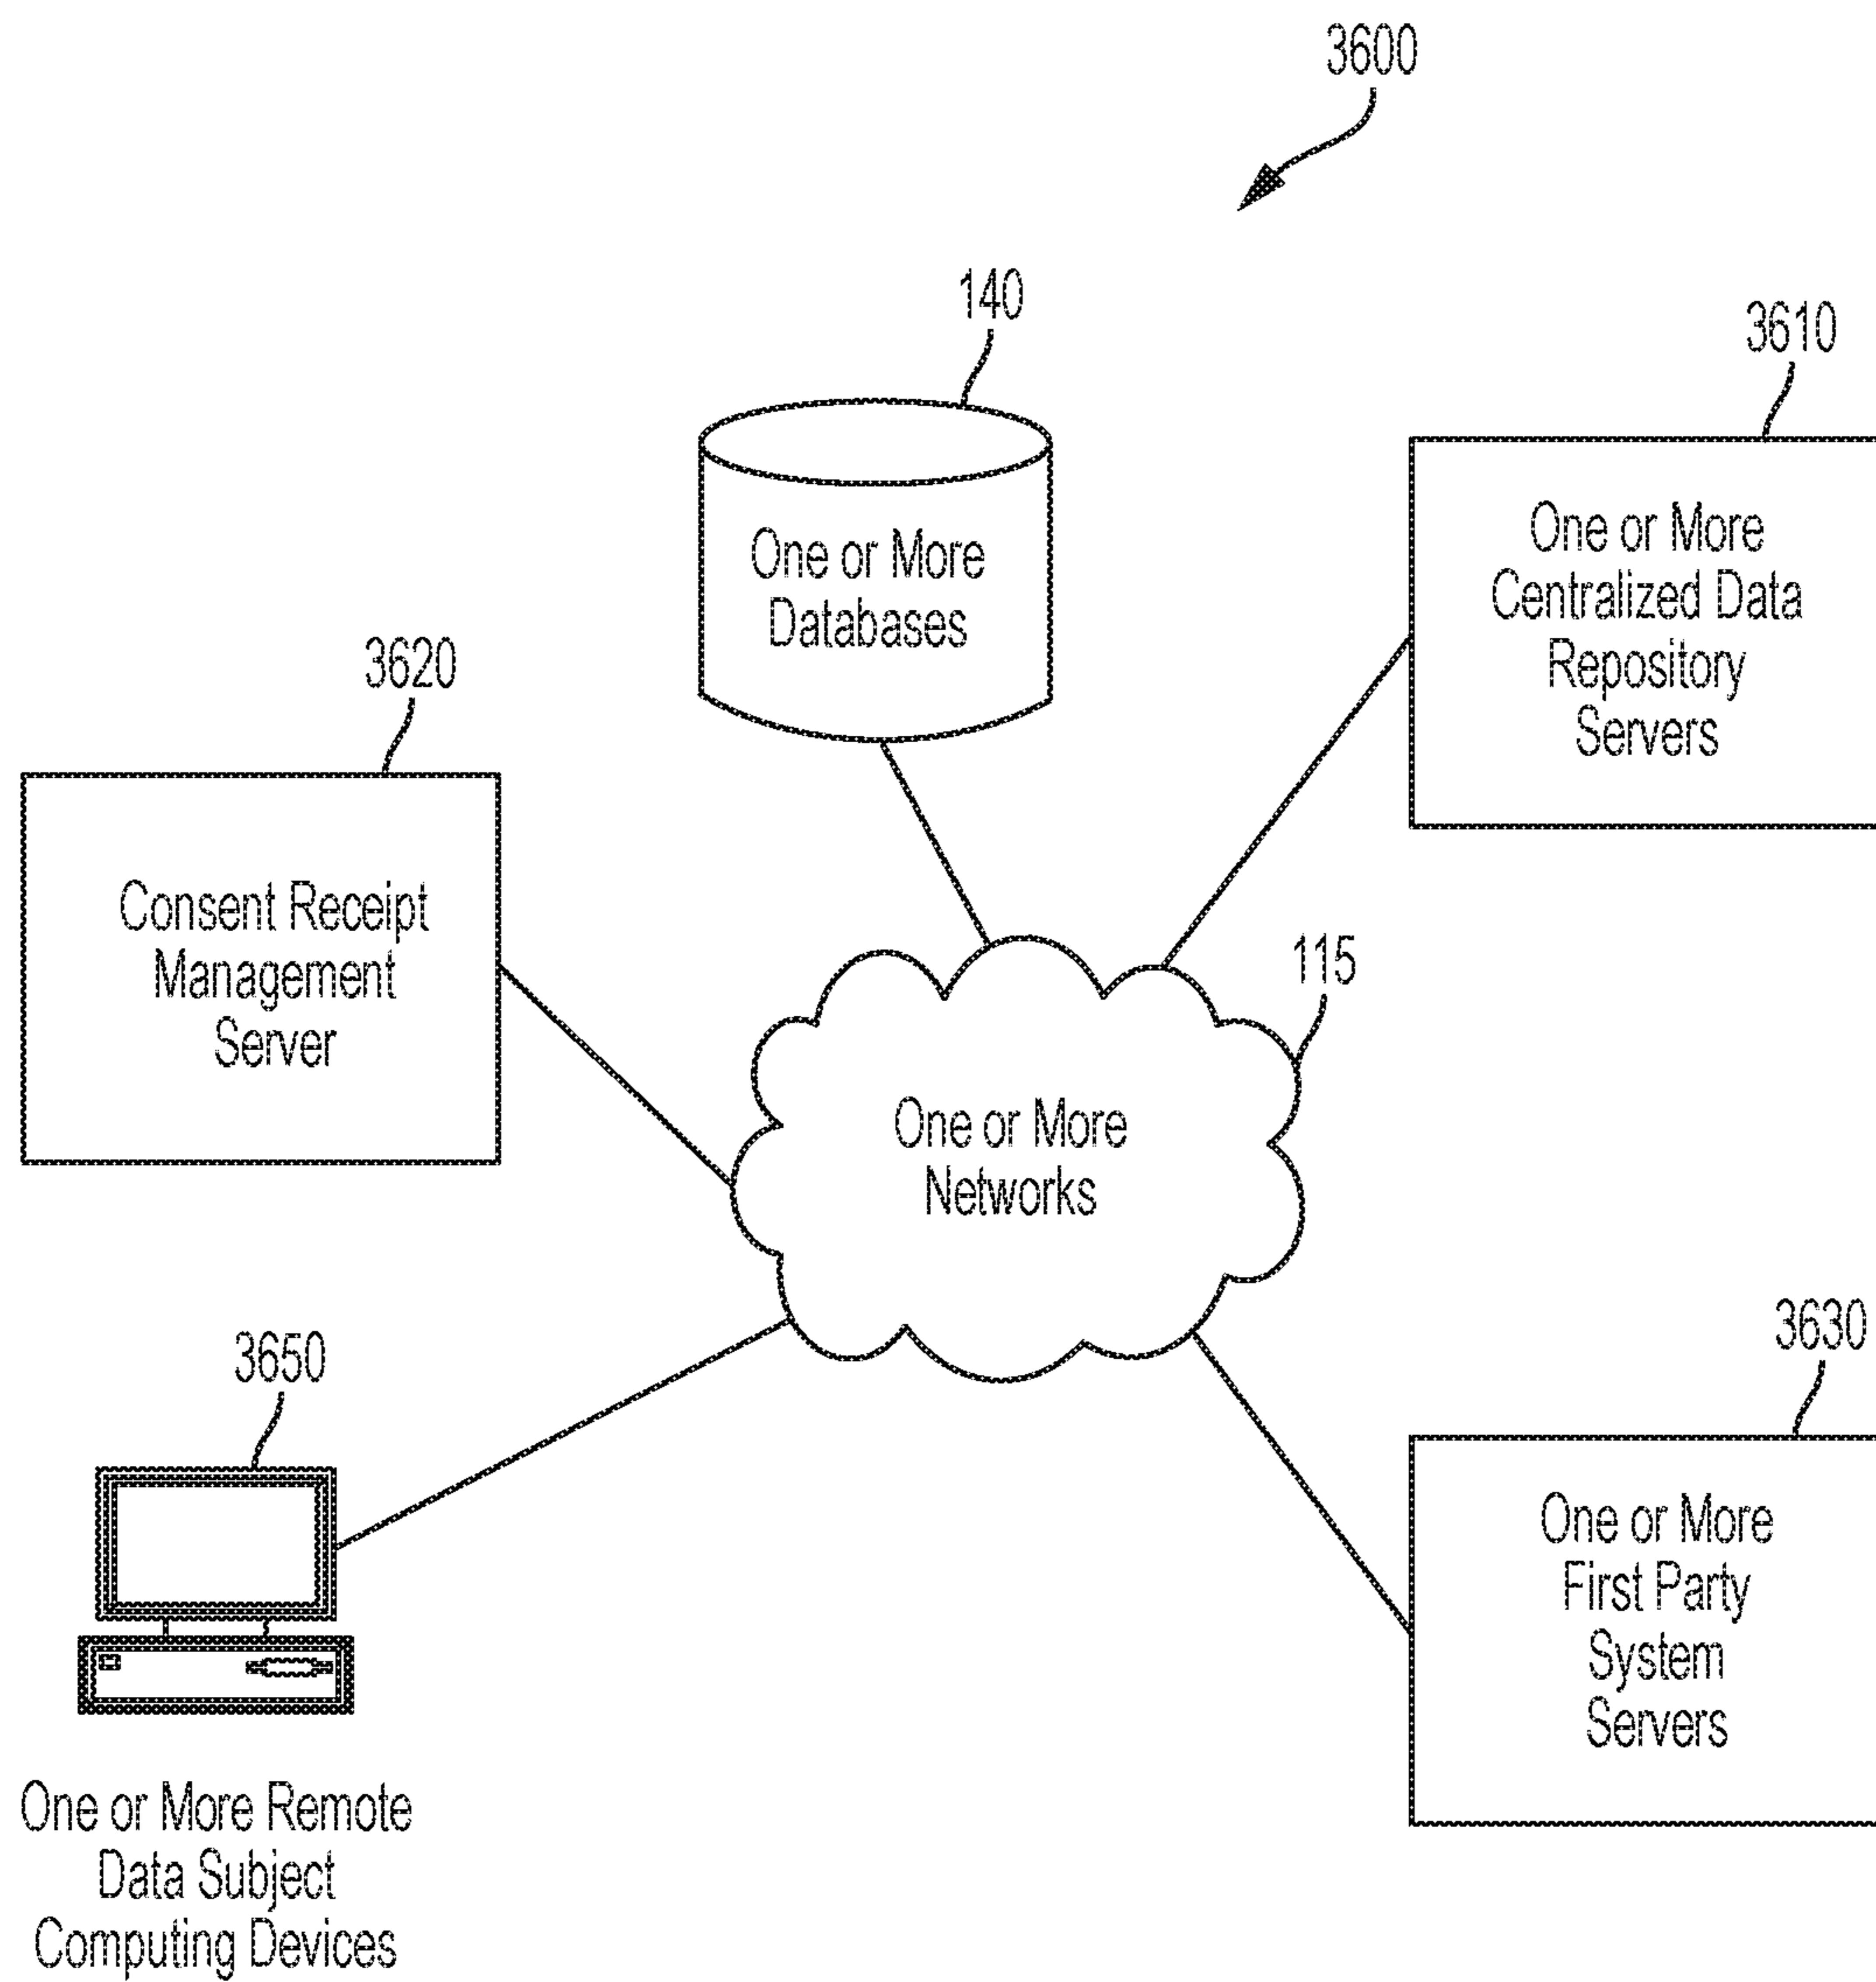 3600
140
One or More
Databases
3610
One or More
Centralized Data
Repository
Servers
3620
Consent Receipt
Management
Server
115
One or More
Networks
3650
One or More Remote
Data Subject
Computing Devices
3630
One or More
First Party
System
Servers